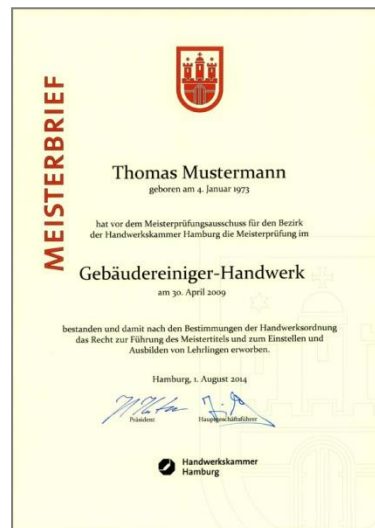 MEISTERBRIEF
Thomas Mustermann
geboren am 4. Januar 1973
hat vor dem Meisterprüfungsausschuss für den Bezirk
der Handwerkskammer Hamburg die Meisterprüfung im
Gebäudereiniger-Handwerk
am 30. April 2009
bestanden und damit nach den Bestimmungen der Handwerksordnung
das Recht zur Führung des Meistertitels und zum Einstellen und
Ausbilden von Lehrlingen erworben.
Hamburg, 1. August 2014
Präsident Hauptgeschäftsführer
Handwerkskammer
Hamburg